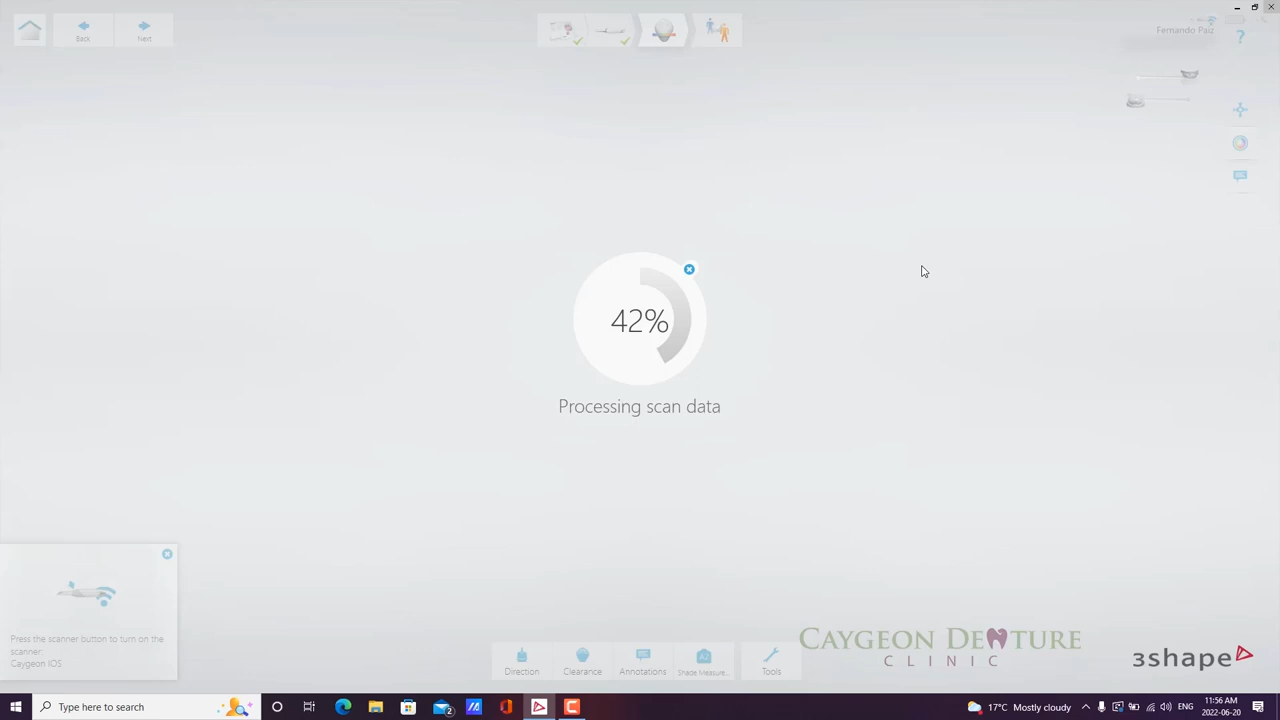 Back
Next
Fernando Paiz
?
42%
Processing scan data
Press the scanner button to turn on the
scanner:
Caygeon IOS
Direction
Clearance
Annotations
Shade Measure...
Tools
CAYGEON DENTURE
CLINIC
3shape
Type here to search
2
17°C Mostly cloudy
ENG
11:56 AM
2022-06-20